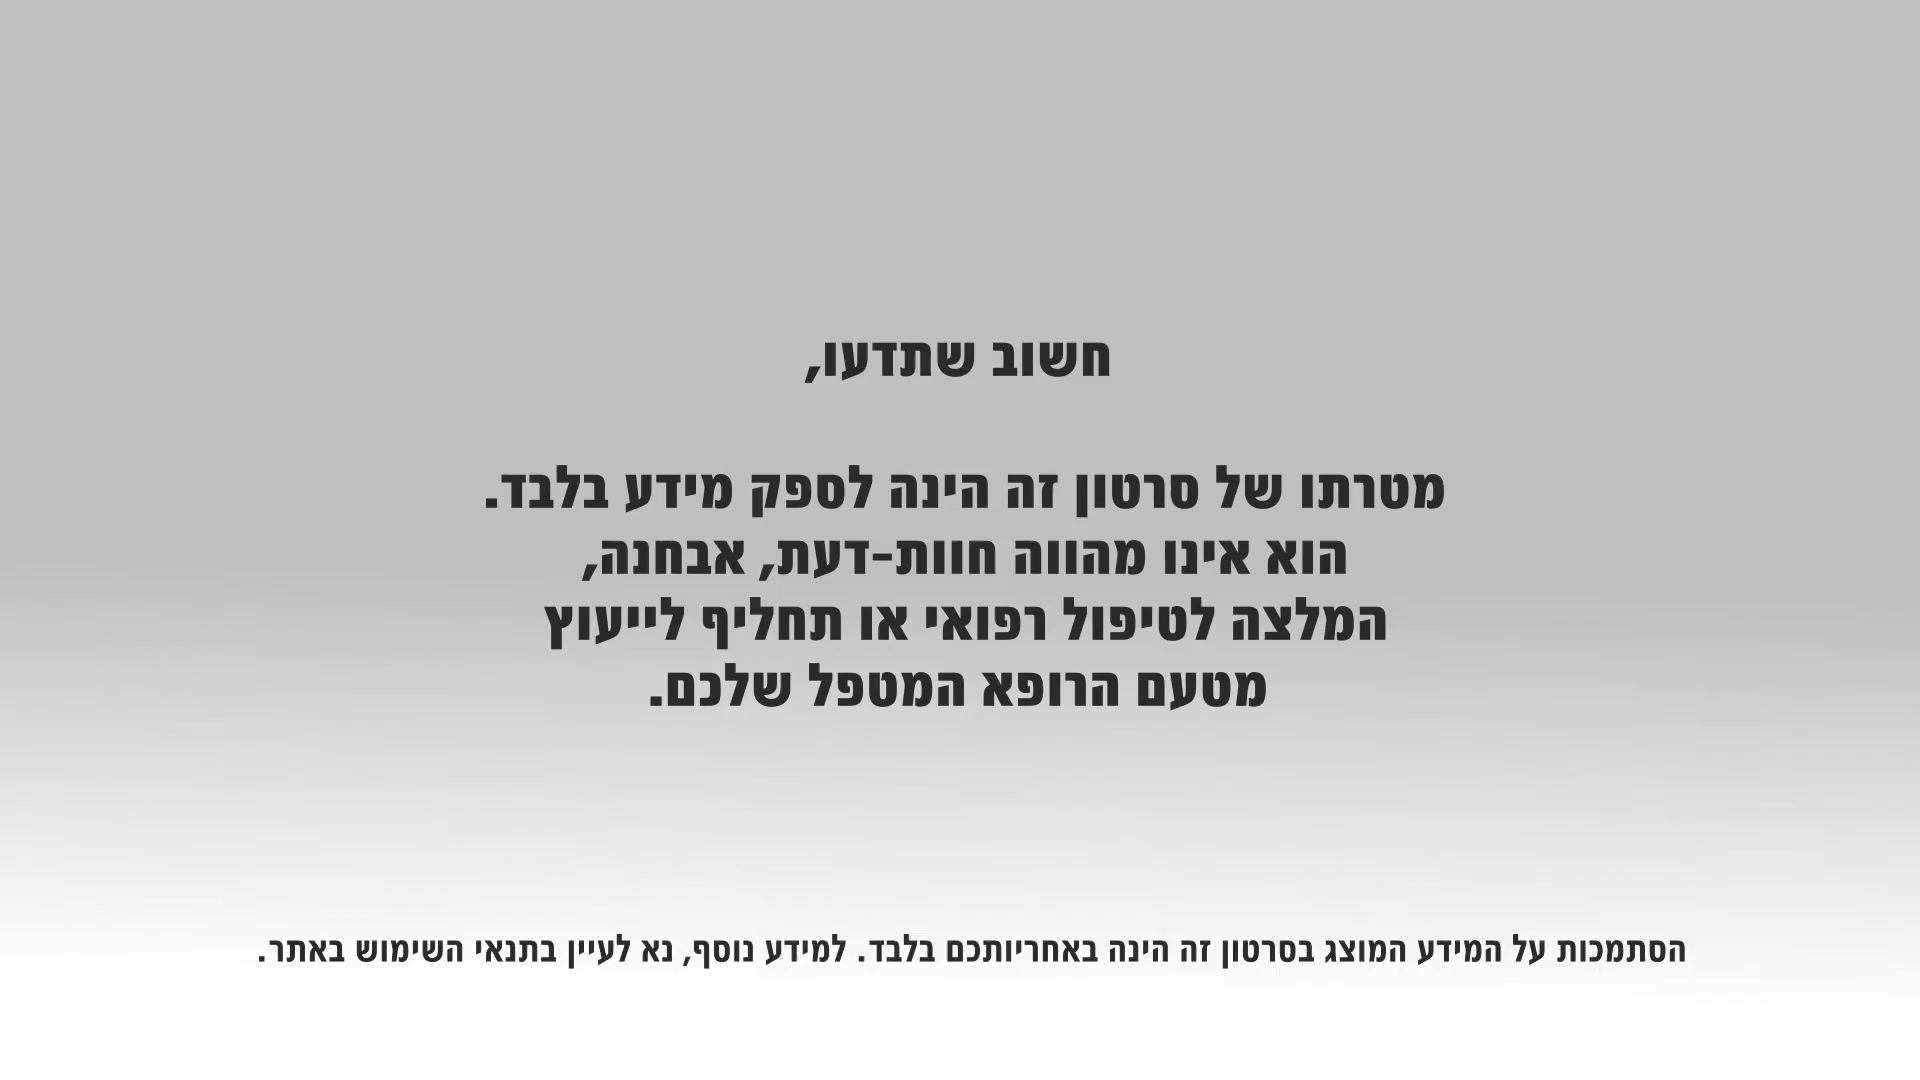 חשוב שתדעו,
מטרתו של סרטון זה הינה לספק מידע בלבד.
הוא אינו מהווה חוות-דעת, אבחנה,
המלצה לטיפול רפואי או תחליף לייעוץ
מטעם הרופא המטפל שלכם.
הסתמכות על המידע המוצג בסרטון זה הינה באחריותכם בלבד. למידע נוסף, נא לעיין בתנאי השימוש באתר.